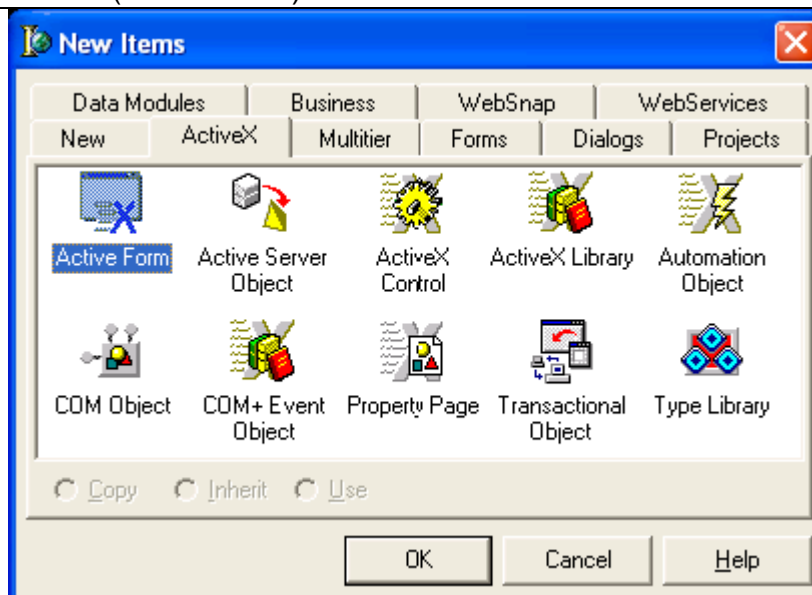 New Items
Data Modules Business WebSnap WebServices
New ActiveX Multitier Forms Dialogs Projects
Active Form Active Server ActiveX ActiveX Library Automation
Object Control Object
COM Object COM+ Event Property Page Transactional Type Library
Object Object
Copy Inherit Use
OK Cancel Help